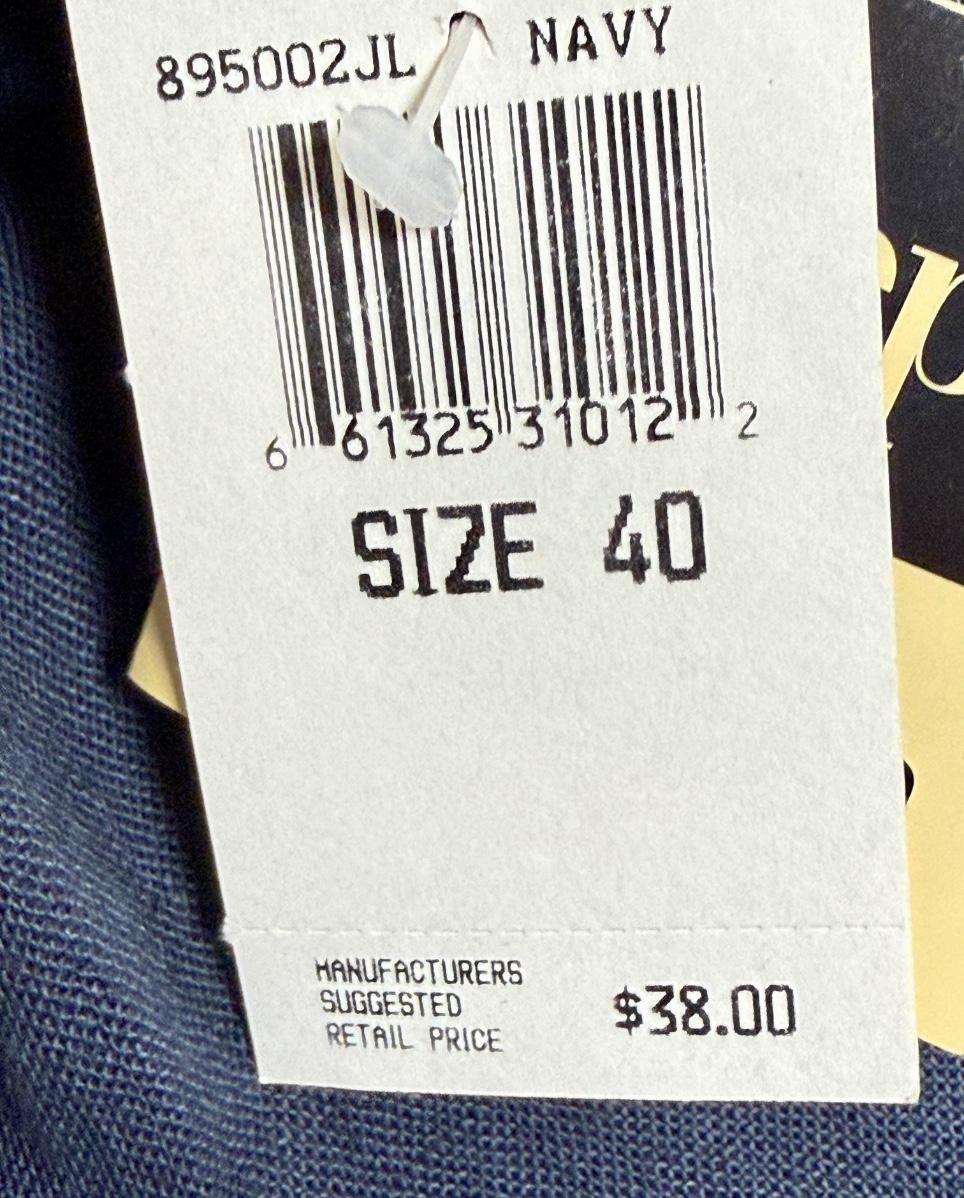 895002JL NAVY
6 61325 31012 2
SIZE 40
MANUFACTURERS
SUGGESTED
RETAIL PRICE
$38.00